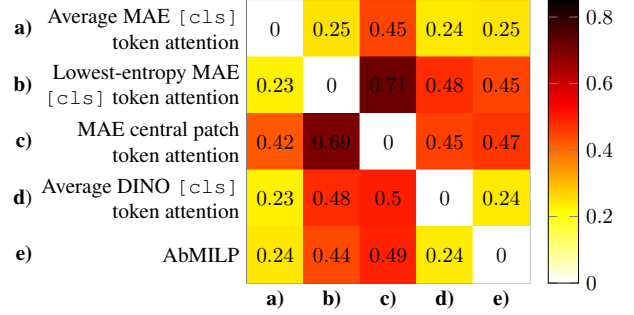 a) Average MAE [cls]
token attention
0 0.25 0.45 0.24 0.25
b) Lowest-entropy MAE
[cls] token attention
0.23 0 0.71 0.48 0.45
c) MAE central patch
token attention
0.42 0.69 0 0.45 0.47
d) Average DINO [cls]
token attention
0.23 0.48 0.5 0 0.24
e) AbMILP
0.24 0.44 0.49 0.24 0
a) b) c) d) e)
0.8
0.6
0.4
0.2
0